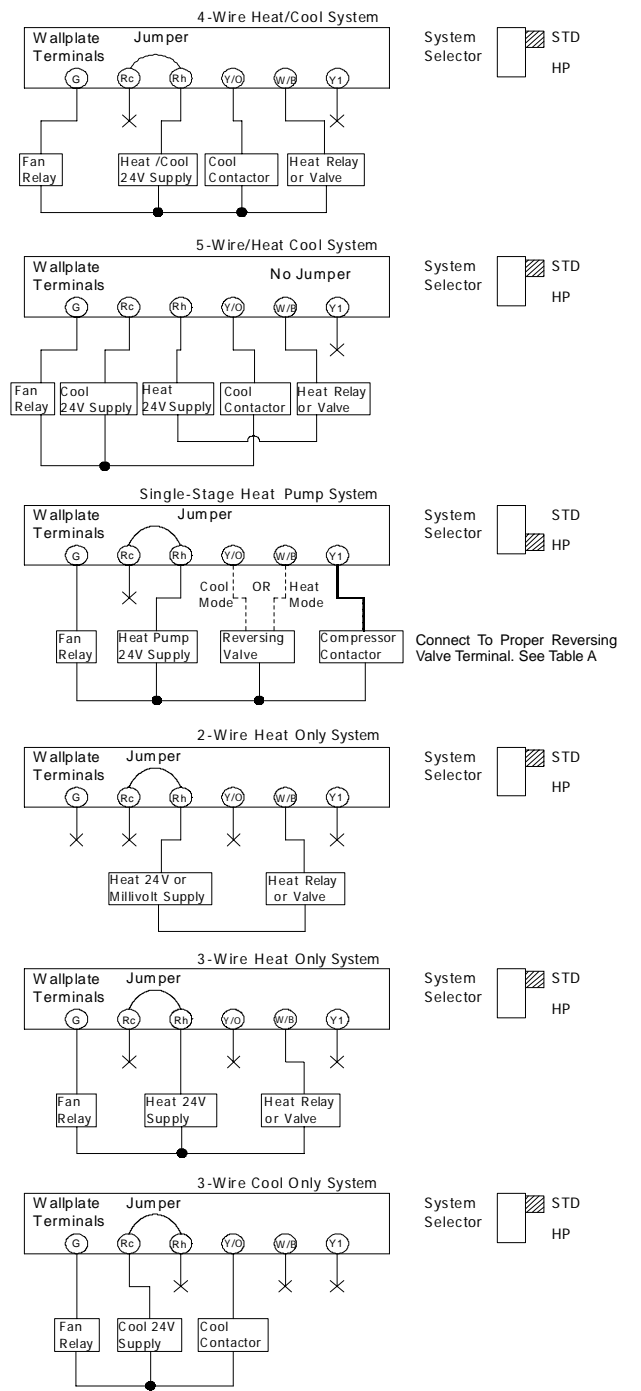 4-Wire Heat/Cool System
Wallplate Terminals
Jumper
G Rc Rh Y/O W/B Y1
System Selector
STD
HP
Fan Relay
Heat /Cool 24V Supply
Cool Contactor
Heat Relay or Valve
5-Wire/Heat Cool System
Wallplate Terminals
No Jumper
G Rc Rh Y/O W/B Y1
System Selector
STD
HP
Fan Relay
Cool 24V Supply
Heat 24V Supply
Cool Contactor
Heat Relay or Valve
Single-Stage Heat Pump System
Wallplate Terminals
Jumper
G Rc Rh Y/O W/B Y1
System Selector
STD
HP
Cool Mode
OR
Heat Mode
Fan Relay
Heat Pump 24V Supply
Reversing Valve
Compressor Contactor
Connect To Proper Reversing
Valve Terminal. See Table A
2-Wire Heat Only System
Wallplate Terminals
Jumper
G Rc Rh Y/O W/B Y1
System Selector
STD
HP
Heat 24V or Millivolt Supply
Heat Relay or Valve
3-Wire Heat Only System
Wallplate Terminals
Jumper
G Rc Rh Y/O W/B Y1
System Selector
STD
HP
Fan Relay
Heat 24V Supply
Heat Relay or Valve
3-Wire Cool Only System
Wallplate Terminals
Jumper
G Rc Rh Y/O W/B Y1
System Selector
STD
HP
Fan Relay
Cool 24V Supply
Cool Contactor